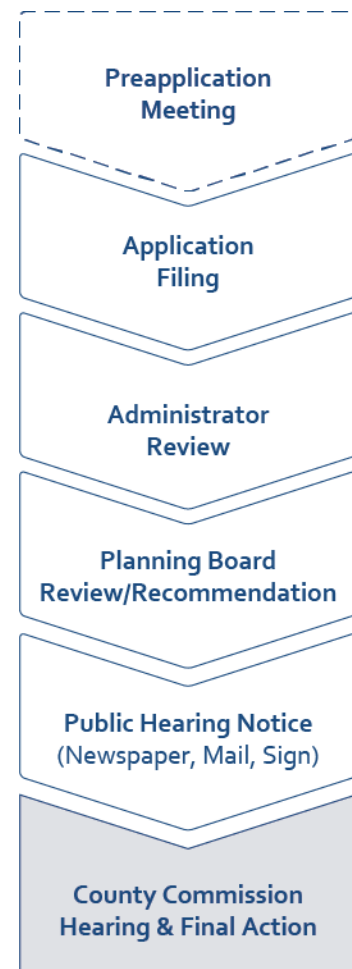 Preapplication
Meeting
Application
Filing
Administrator
Review
Planning Board
Review/Recommendation
Public Hearing Notice
(Newspaper, Mail, Sign)
County Commission
Hearing & Final Action